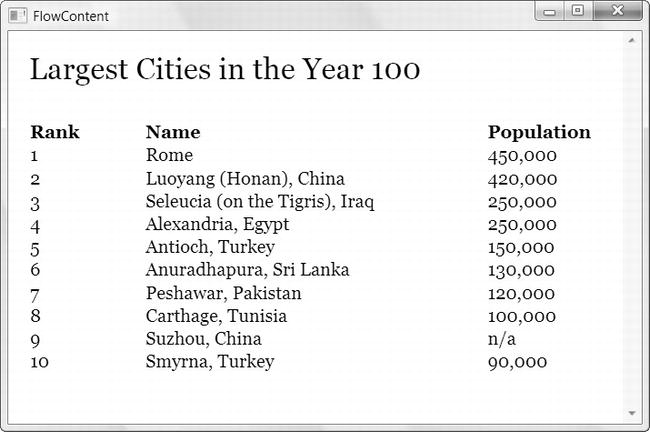 FlowContent
Largest Cities in the Year 100
Rank Name Population
1 Rome 450,000
2 Luoyang (Honan), China 420,000
3 Seleucia (on the Tigris), Iraq 250,000
4 Alexandria, Egypt 250,000
5 Antioch, Turkey 150,000
6 Anuradhapura, Sri Lanka 130,000
7 Peshawar, Pakistan 120,000
8 Carthage, Tunisia 100,000
9 Suzhou, China n/a
10 Smyrna, Turkey 90,000